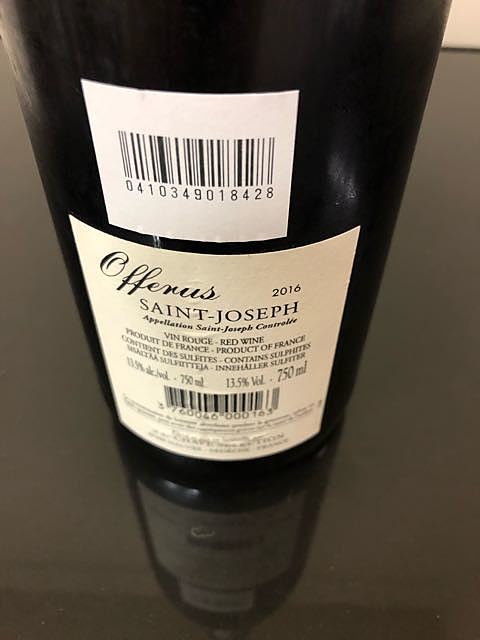 0410349018428
Offerus
2016
SAINT-JOSEPH
Appellation Saint-Joseph Controlée
VIN ROUGE - RED WINE
PRODUIT DE FRANCE - PRODUCT OF FRANCE
CONTIENT DES SULFITES - CONTAINS SULPHITES
SISÄLTÄÄ SULFIITTEJA - INNEHÅLLER SULFITER
13.5% alc./vol. - 750 ml 13.5% Vol. - 750 ml
3 760046 000163